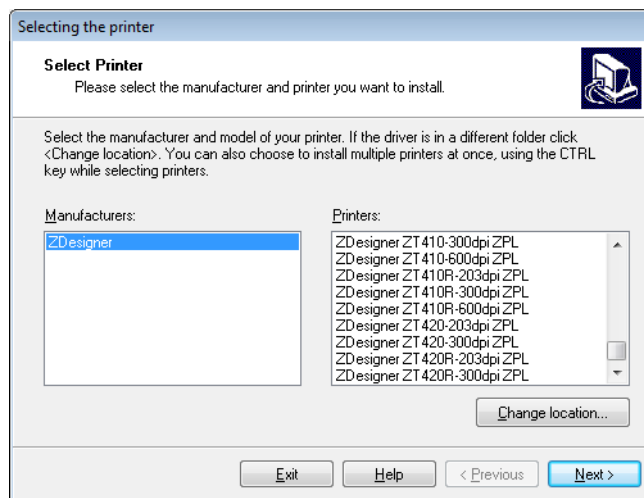 Selecting the printer
Select Printer
Please select the manufacturer and printer you want to install.
Select the manufacturer and model of your printer. If the driver is in a different folder click
<Change location>. You can also choose to install multiple printers at once, using the CTRL
key while selecting printers.
Manufacturers:
ZDesigner
Printers:
ZDesigner ZT410-300dpi ZPL
ZDesigner ZT410-600dpi ZPL
ZDesigner ZT410R-203dpi ZPL
ZDesigner ZT410R-300dpi ZPL
ZDesigner ZT410R-600dpi ZPL
ZDesigner ZT420-203dpi ZPL
ZDesigner ZT420-300dpi ZPL
ZDesigner ZT420R-203dpi ZPL
ZDesigner ZT420R-300dpi ZPL
Change location...
Exit
Help
< Previous
Next >